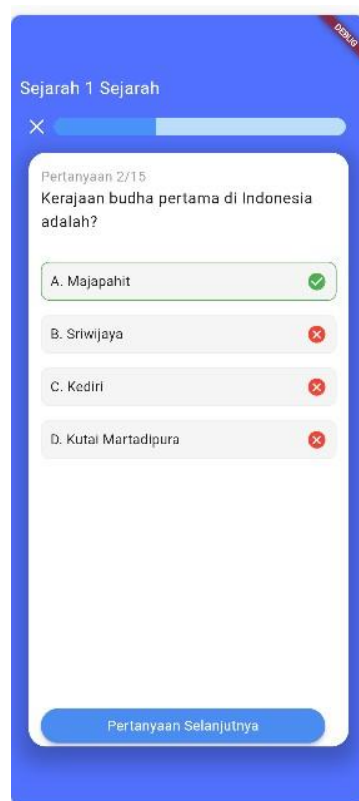 DEBUG
Sejarah 1 Sejarah
Pertanyaan 2/15
Kerajaan budha pertama di Indonesia
adalah?
A. Majapahit
B. Sriwijaya
C. Kediri
D. Kutai Martadipura
Pertanyaan Selanjutnya